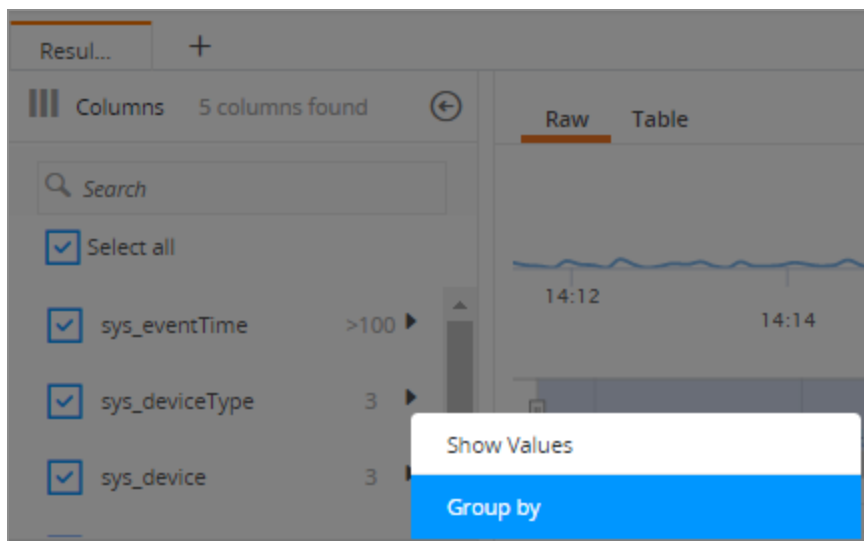 Resul... +
Columns 5 columns found
Raw Table
Search
Select all
sys_eventTime >100
14:12
14:14
sys_deviceType 3
Show Values
sys_device 3
Group by